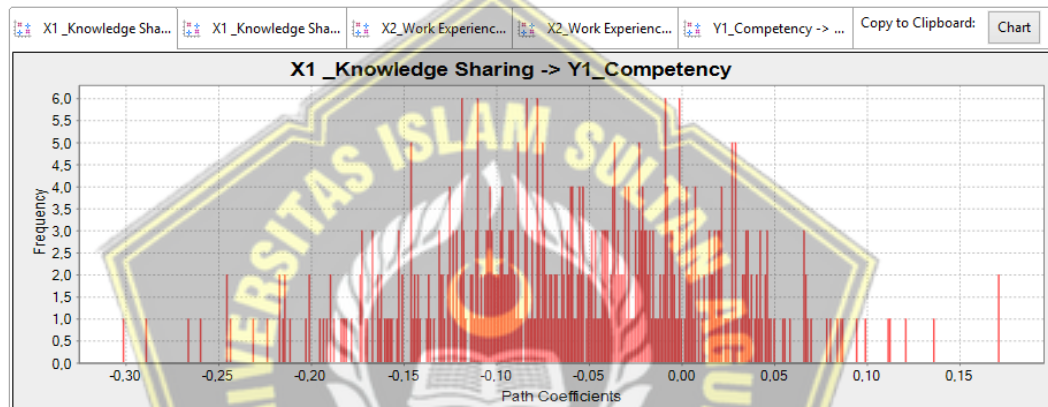 X1 _Knowledge Sha... X1 _Knowledge Sha... X2_Work Experienc... X2_Work Experienc... Y1_Competency -> ... Copy to Clipboard: Chart
X1 _Knowledge Sharing -> Y1_Competency
6,0
5,5
5,0
4,5
4,0
3,5
3,0
2,5
2,0
1,5
1,0
0,5
0,0
Frequency
-0,30 -0,25 -0,20 -0,15 -0,10 -0,05 0,00 0,05 0,10 0,15
Path Coefficients
UNIVERSITAS ISLAM SULTAN AGU